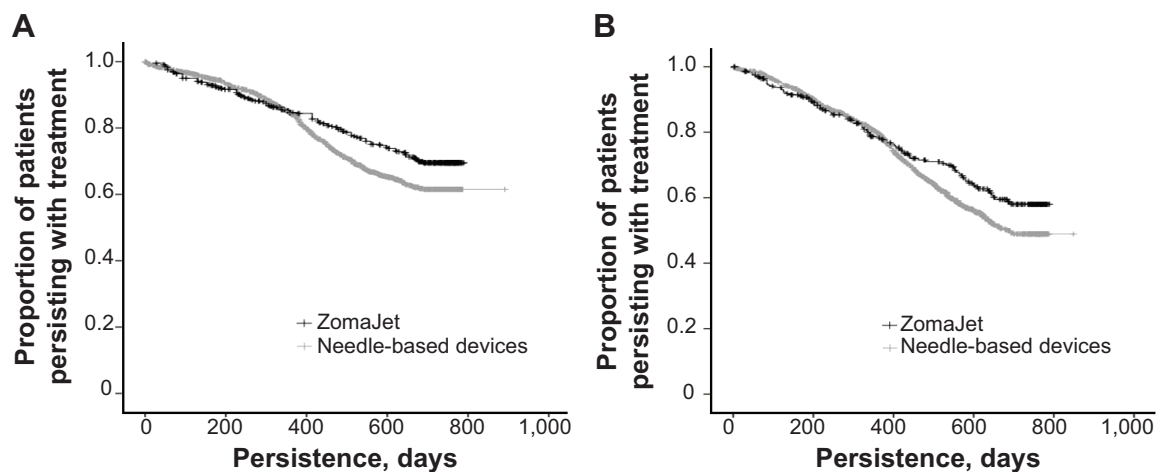 A
Proportion of patients
persisting with treatment
1.0
0.8
0.6
0.4
0.2
0
ZomaJet
Needle-based devices
0 200 400 600 800 1,000
Persistence, days
B
Proportion of patients
persisting with treatment
1.0
0.8
0.6
0.4
0.2
0
ZomaJet
Needle-based devices
0 200 400 600 800 1,000
Persistence, days